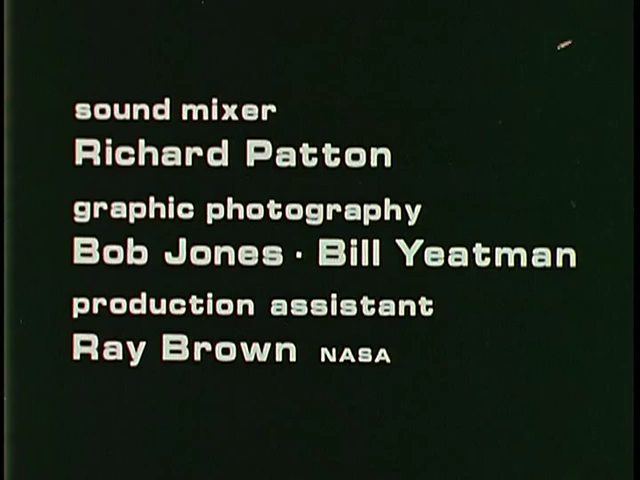 sound mixer
Richard Patton
graphic photography
Bob Jones · Bill Yeatman
production assistant
Ray Brown NASA